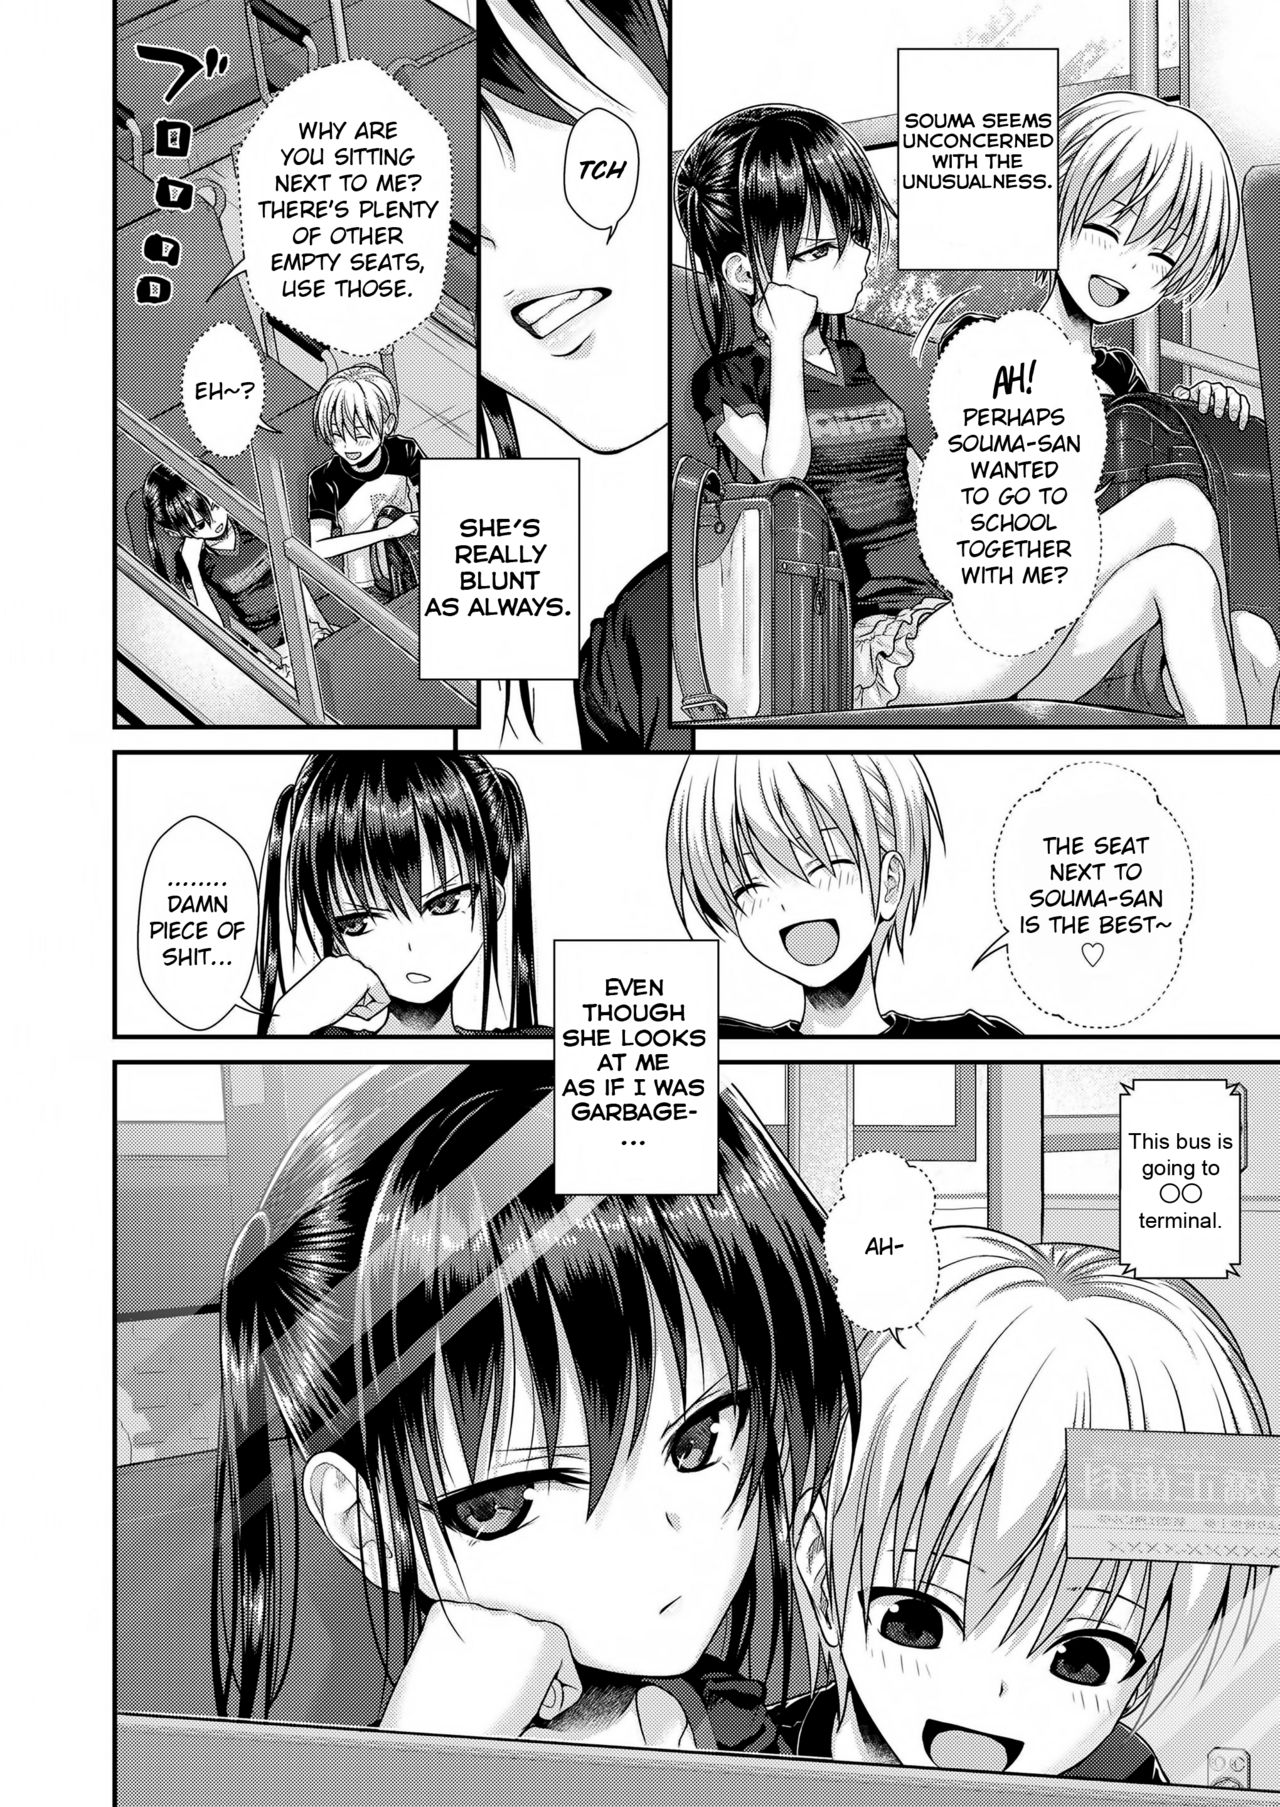 SOUMA SEEMS
UNCONCERNED
WITH THE
UNUSUALNESS.
AH!
PERHAPS
SOUMA-SAN
WANTED
TO GO TO
SCHOOL
TOGETHER
WITH ME?
TCH
WHY ARE
YOU SITTING
NEXT TO ME?
THERE'S PLENTY
OF OTHER
EMPTY SEATS,
USE THOSE.
EH~?
ブロロロロ
SHE'S
REALLY
BLUNT
AS ALWAYS.
THE SEAT
NEXT TO
SOUMA-SAN
IS THE BEST~
♡
........
DAMN
PIECE OF
SHIT...
EVEN
THOUGH
SHE LOOKS
AT ME
AS IF I WAS
GARBAGE-
...
This bus is
going to
○○
terminal.
AH-